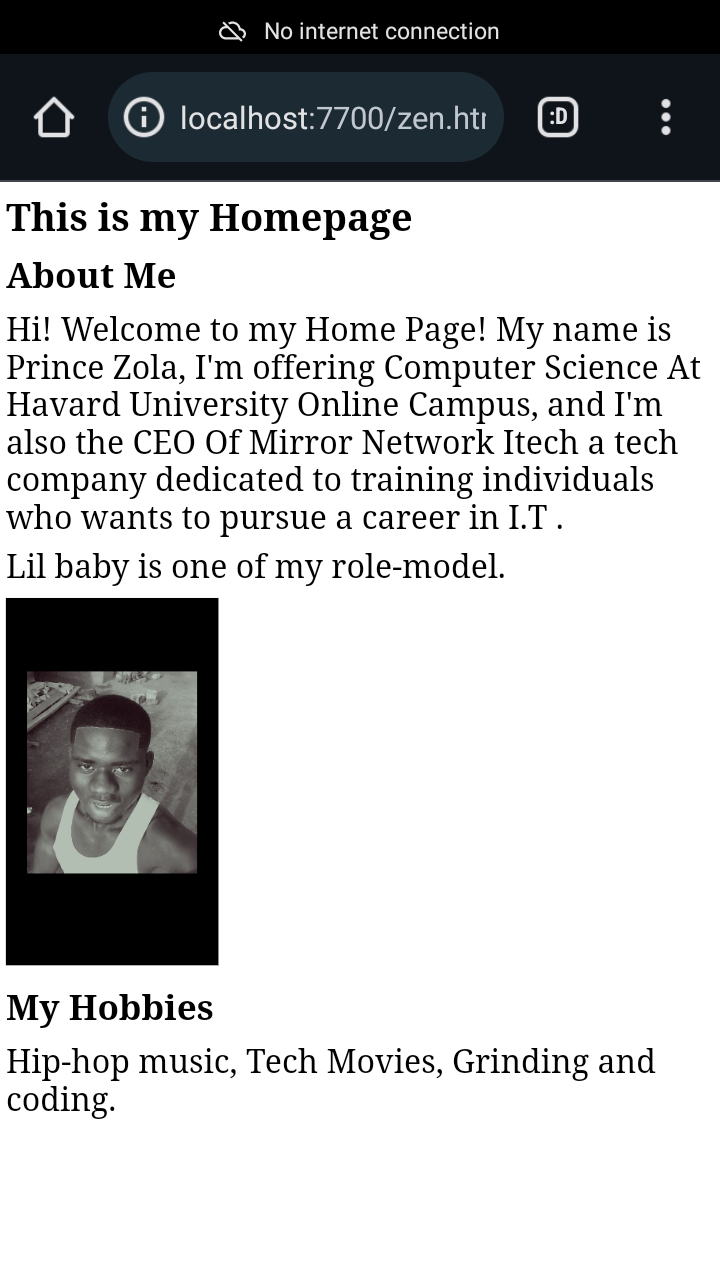 No internet connection
localhost:7700/zen.htm
:D
This is my Homepage
About Me
Hi! Welcome to my Home Page! My name is
Prince Zola, I'm offering Computer Science At
Havard University Online Campus, and I'm
also the CEO Of Mirror Network Itech a tech
company dedicated to training individuals
who wants to pursue a career in I.T .
Lil baby is one of my role-model.
My Hobbies
Hip-hop music, Tech Movies, Grinding and
coding.